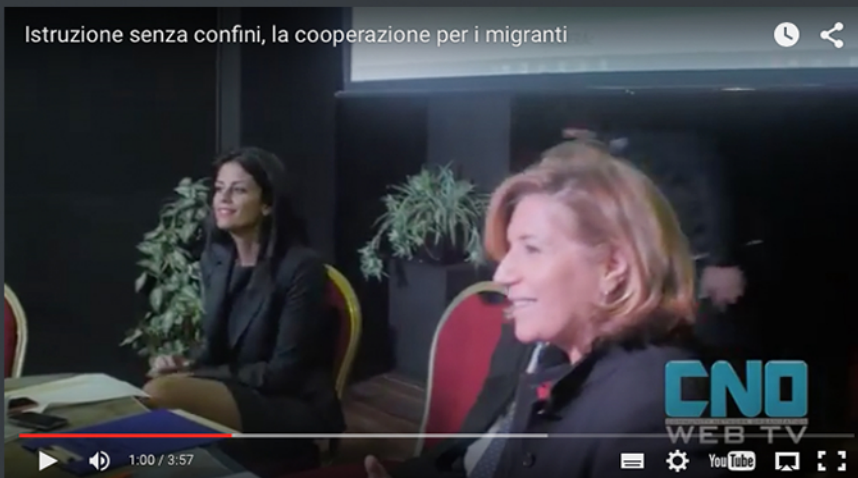 Istruzione senza confini, la cooperazione per i migranti
CNO
WEB TV
1:00 / 3:57
YouTube